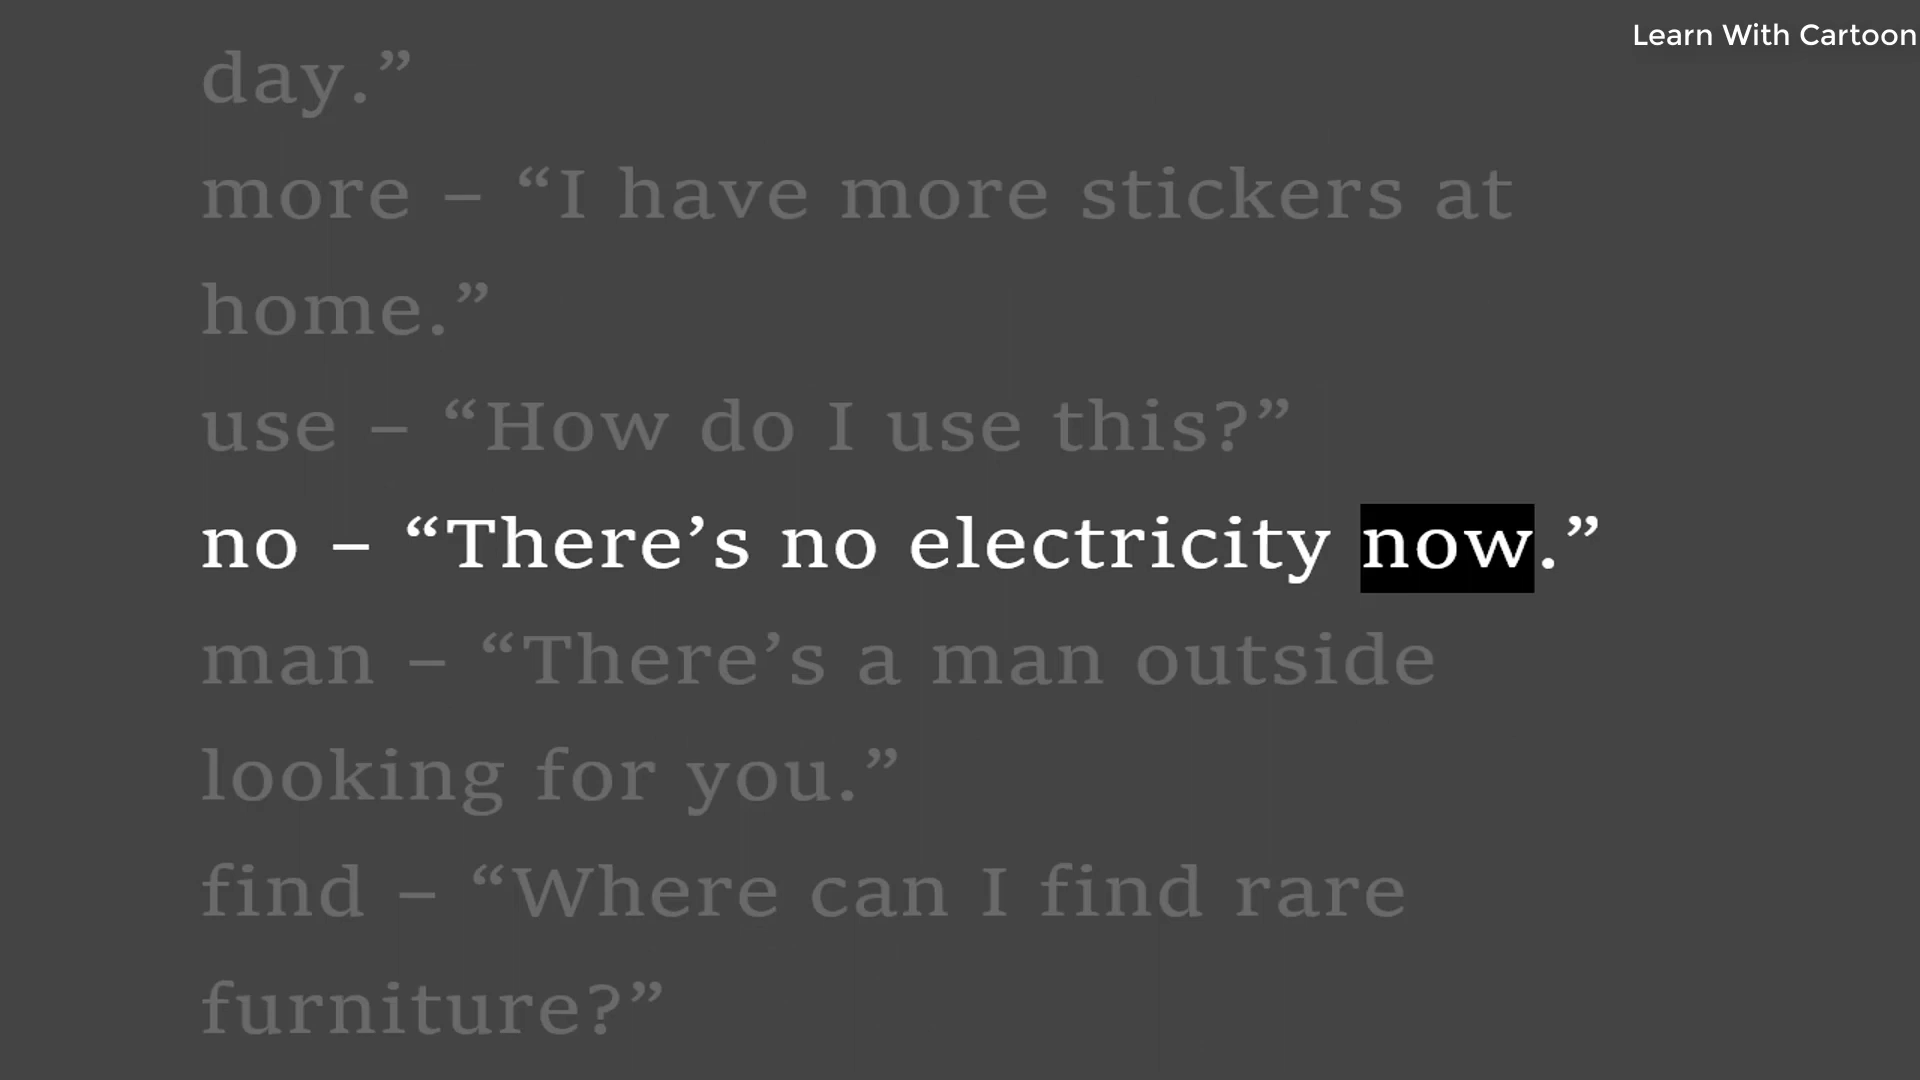 Learn With Cartoon
day.”
more – “I have more stickers at
home.”
use – “How do I use this?”
no – “There’s no electricity now.”
man – “There’s a man outside
looking for you.”
find – “Where can I find rare
furniture?”